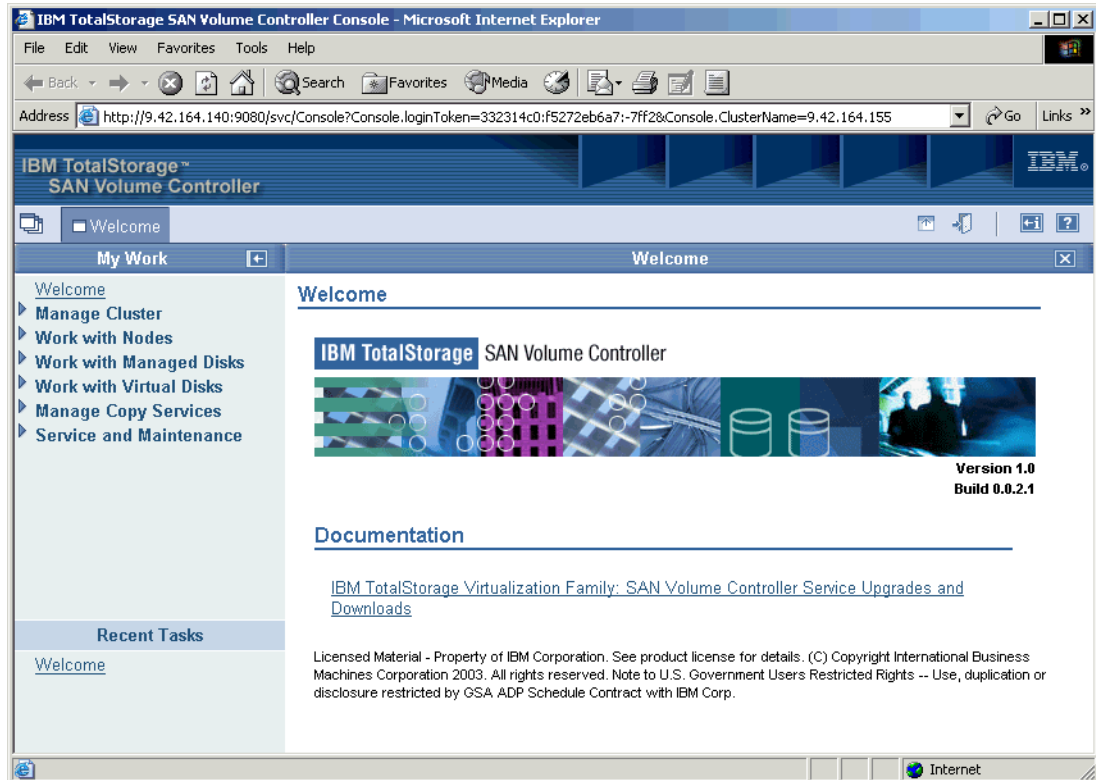 IBM TotalStorage SAN Volume Controller Console - Microsoft Internet Explorer
File Edit View Favorites Tools Help
Back Search Favorites Media
Address http://9.42.164.140:9080/svc/Console?Console.loginToken=332314c0:f5272eb6a7:-7ff2&Console.ClusterName=9.42.164.155 Go Links »
IBM TotalStorage™
SAN Volume Controller
IBM®
Welcome
My Work
Welcome
Welcome
Manage Cluster
Work with Nodes
Work with Managed Disks
Work with Virtual Disks
Manage Copy Services
Service and Maintenance
Recent Tasks
Welcome
Welcome
IBM TotalStorage SAN Volume Controller
Version 1.0
Build 0.0.2.1
Documentation
IBM TotalStorage Virtualization Family: SAN Volume Controller Service Upgrades and
Downloads
Licensed Material - Property of IBM Corporation. See product license for details. (C) Copyright International Business
Machines Corporation 2003. All rights reserved. Note to U.S. Government Users Restricted Rights -- Use, duplication or
disclosure restricted by GSA ADP Schedule Contract with IBM Corp.
Internet